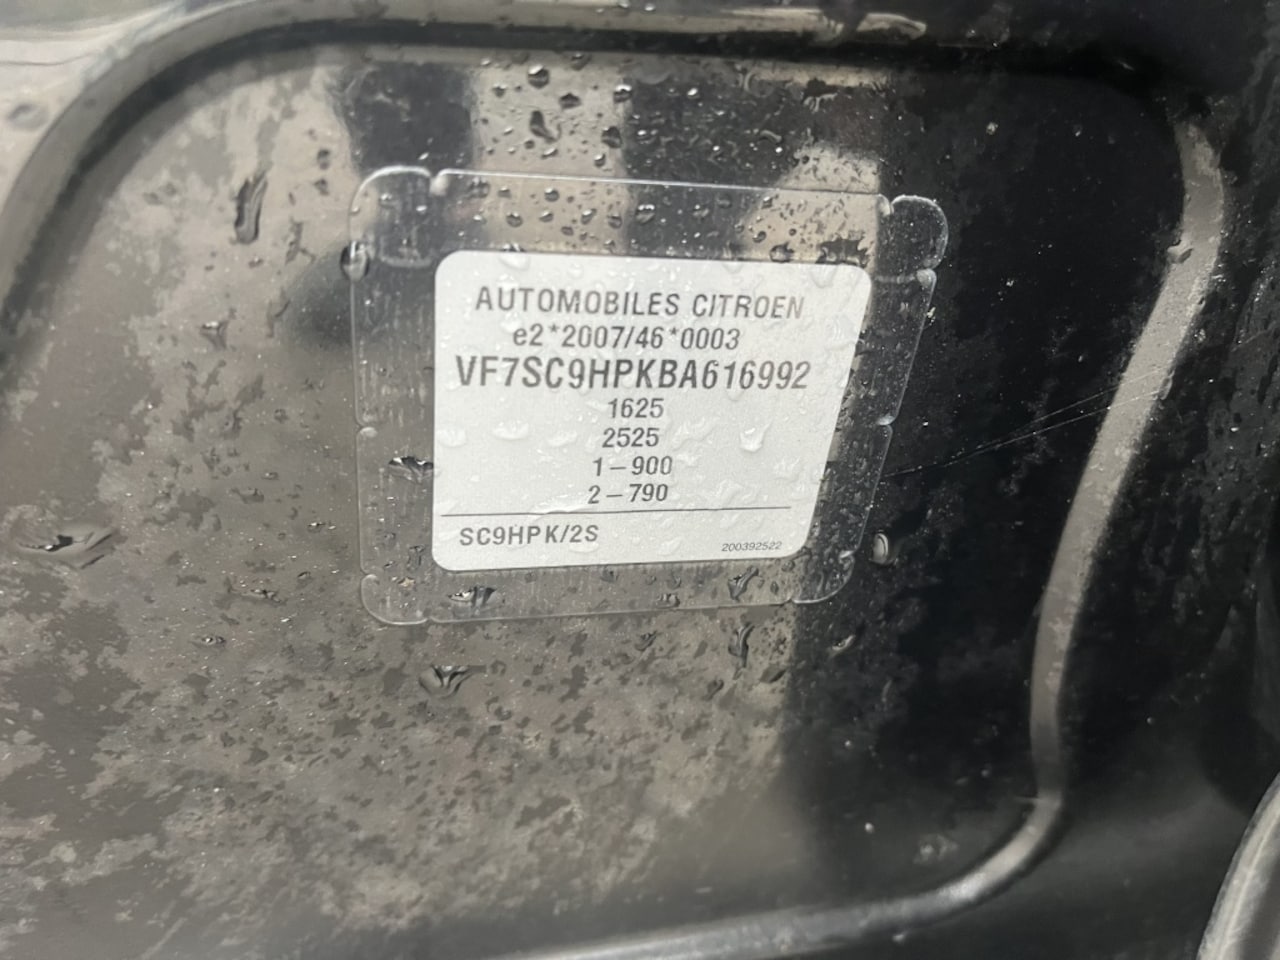 AUTOMOBILES CITROEN
e2*2007/46*0003
VF7SC9HPKBA616992
1625
2525
1–900
2–790
SC9HPK/2S
200392522